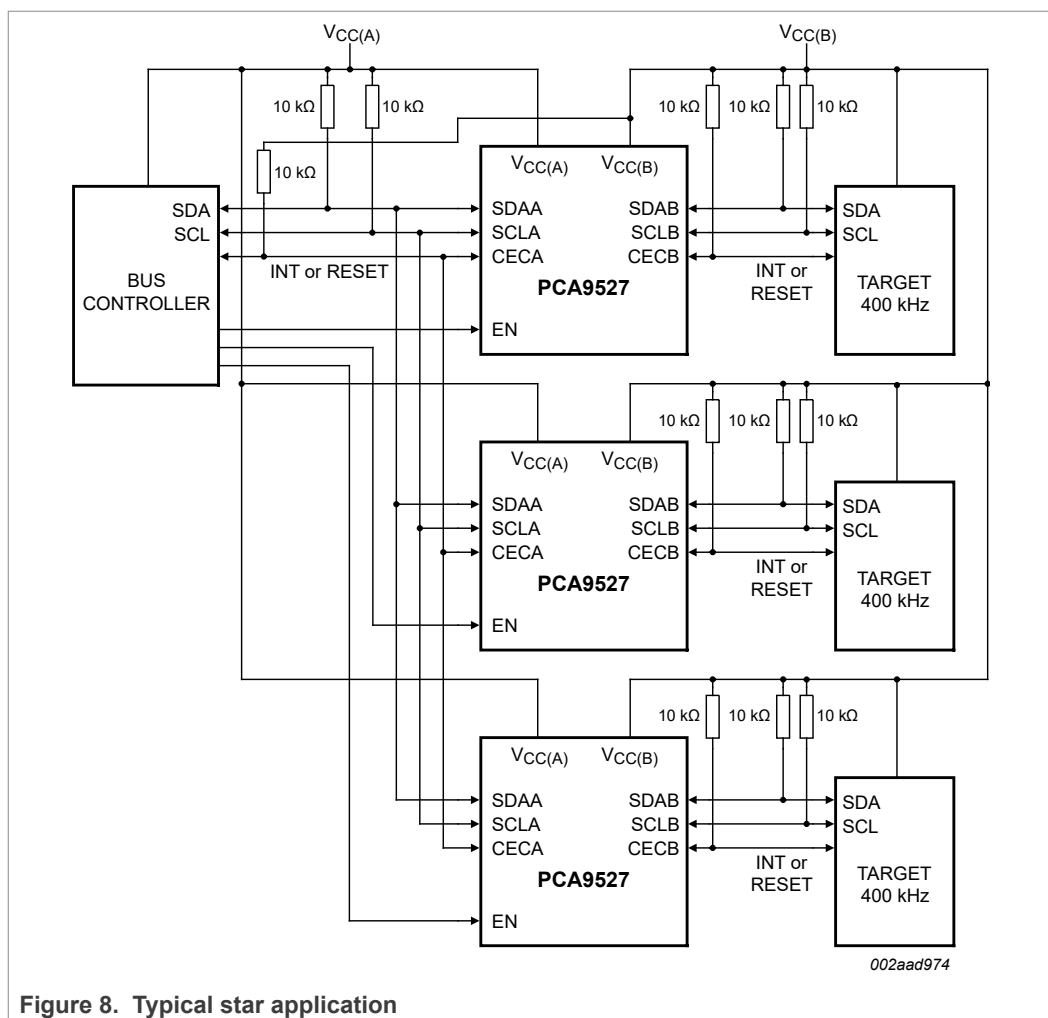 VCC(A)
VCC(B)
10 kΩ
10 kΩ
10 kΩ
10 kΩ
10 kΩ
10 kΩ
BUS
CONTROLLER
SDA
SCL
INT or RESET
VCC(A)
VCC(B)
SDAA
SCLA
CECA
EN
SDAB
SCLB
CECB
PCA9527
INT or
RESET
SDA
SCL
TARGET
400 kHz
10 kΩ
10 kΩ
10 kΩ
VCC(A)
VCC(B)
SDAA
SCLA
CECA
EN
SDAB
SCLB
CECB
PCA9527
INT or
RESET
SDA
SCL
TARGET
400 kHz
10 kΩ
10 kΩ
10 kΩ
VCC(A)
VCC(B)
SDAA
SCLA
CECA
EN
SDAB
SCLB
CECB
PCA9527
INT or
RESET
SDA
SCL
TARGET
400 kHz
002aad974
Figure 8. Typical star application